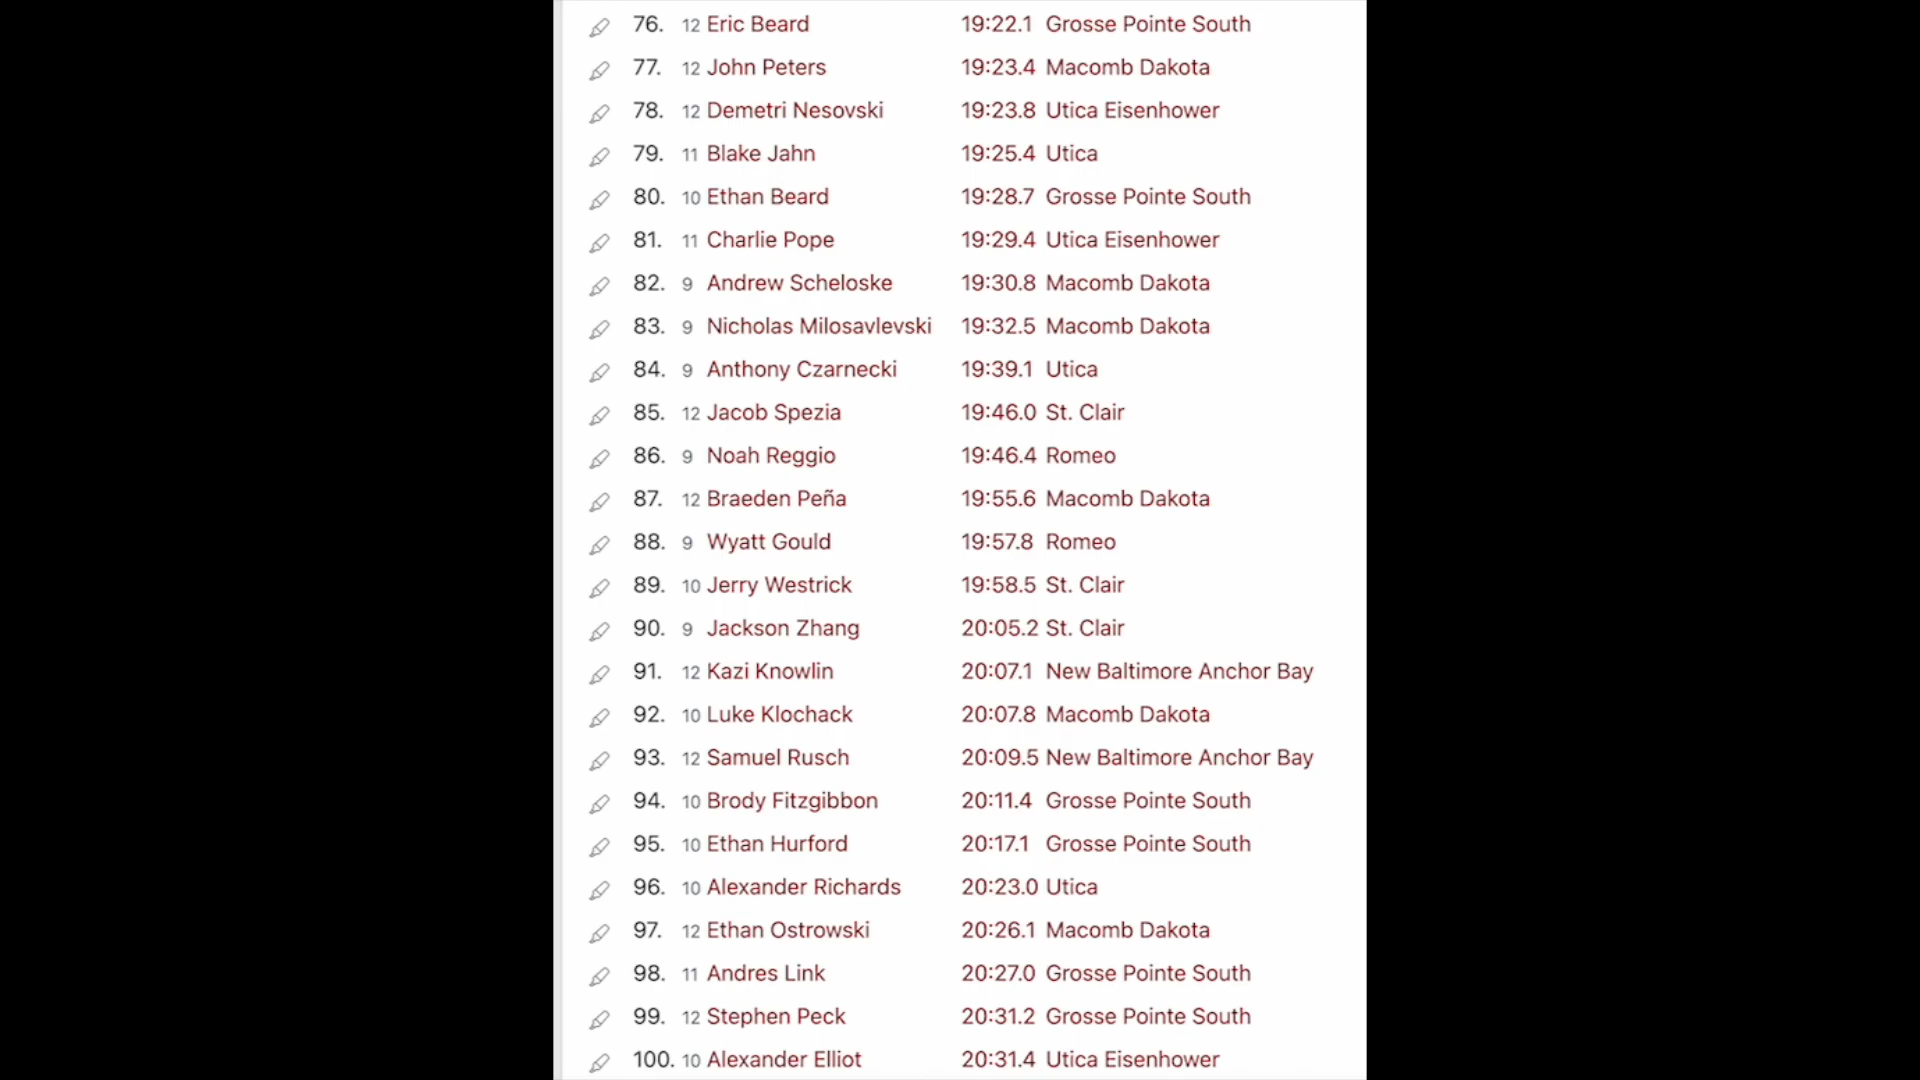 76. 12 Eric Beard 19:22.1 Grosse Pointe South
77. 12 John Peters 19:23.4 Macomb Dakota
78. 12 Demetri Nesovski 19:23.8 Utica Eisenhower
79. 11 Blake Jahn 19:25.4 Utica
80. 10 Ethan Beard 19:28.7 Grosse Pointe South
81. 11 Charlie Pope 19:29.4 Utica Eisenhower
82. 9 Andrew Scheloske 19:30.8 Macomb Dakota
83. 9 Nicholas Milosavlevski 19:32.5 Macomb Dakota
84. 9 Anthony Czarnecki 19:39.1 Utica
85. 12 Jacob Spezia 19:46.0 St. Clair
86. 9 Noah Reggio 19:46.4 Romeo
87. 12 Braeden Peña 19:55.6 Macomb Dakota
88. 9 Wyatt Gould 19:57.8 Romeo
89. 10 Jerry Westrick 19:58.5 St. Clair
90. 9 Jackson Zhang 20:05.2 St. Clair
91. 12 Kazi Knowlin 20:07.1 New Baltimore Anchor Bay
92. 10 Luke Klochack 20:07.8 Macomb Dakota
93. 12 Samuel Rusch 20:09.5 New Baltimore Anchor Bay
94. 10 Brody Fitzgibbon 20:11.4 Grosse Pointe South
95. 10 Ethan Hurford 20:17.1 Grosse Pointe South
96. 10 Alexander Richards 20:23.0 Utica
97. 12 Ethan Ostrowski 20:26.1 Macomb Dakota
98. 11 Andres Link 20:27.0 Grosse Pointe South
99. 12 Stephen Peck 20:31.2 Grosse Pointe South
100. 10 Alexander Elliot 20:31.4 Utica Eisenhower